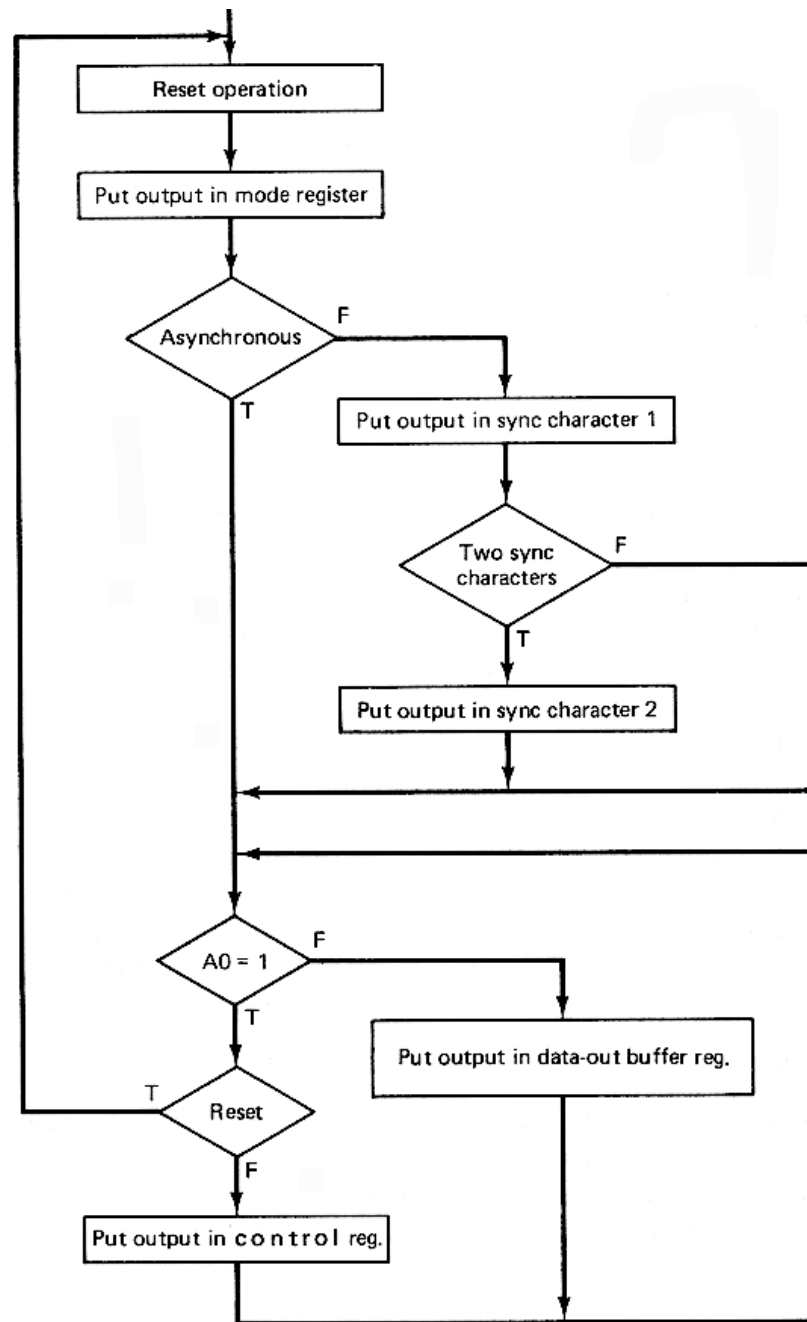 Reset operation
Put output in mode register
Asynchronous
F
T
Put output in sync character 1
Two sync
characters
F
T
Put output in sync character 2
A0 = 1
F
T
Put output in data-out buffer reg.
T
Reset
F
Put output in control reg.